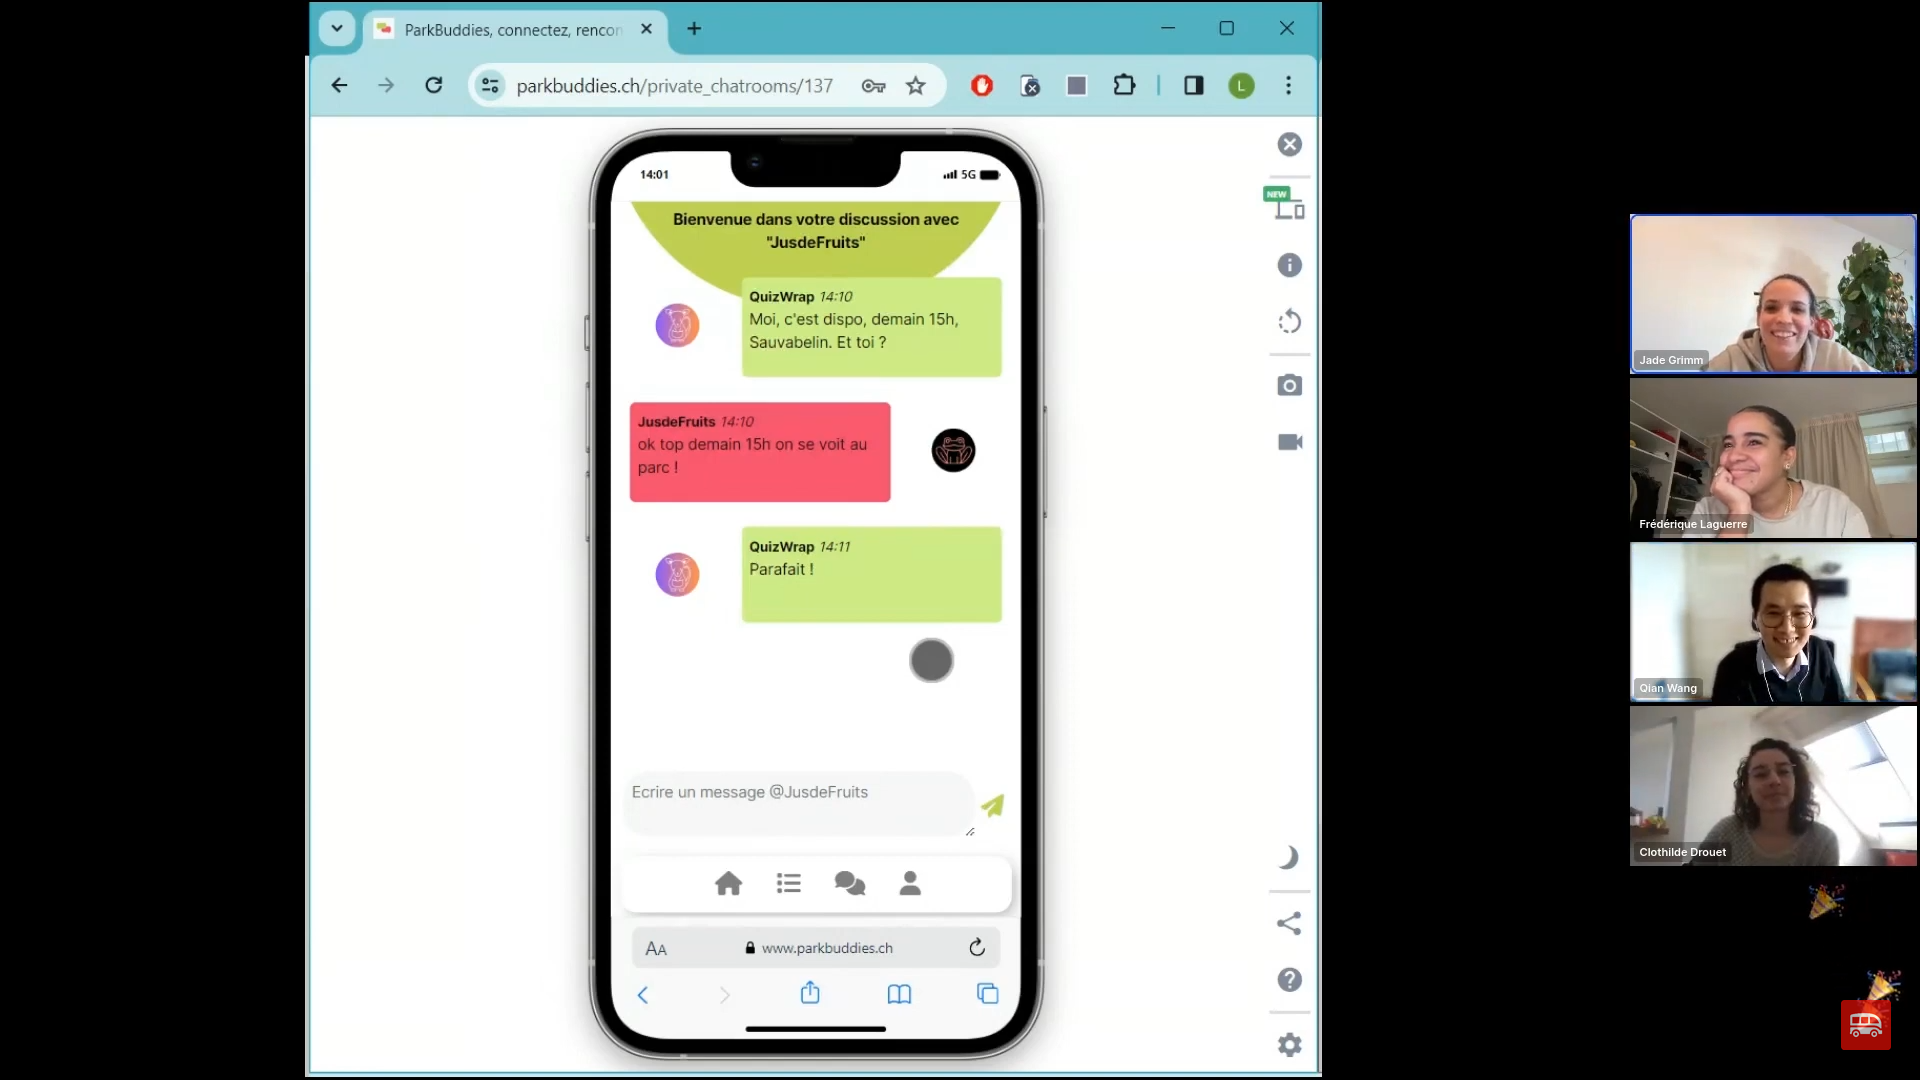 ParkBuddies, connectez, rencon
parkbuddies.ch/private_chatrooms/137
L
14:01
5G
NEW
Bienvenue dans votre discussion avec
"JusdeFruits"
QuizWrap 14:10
Moi, c'est dispo, demain 15h,
Sauvabelin. Et toi ?
JusdeFruits 14:10
ok top demain 15h on se voit au
parc !
QuizWrap 14:11
Parafait !
Ecrire un message @JusdeFruits
AA
www.parkbuddies.ch
Jade Grimm
Frédérique Laguerre
Qian Wang
Clothilde Drouet